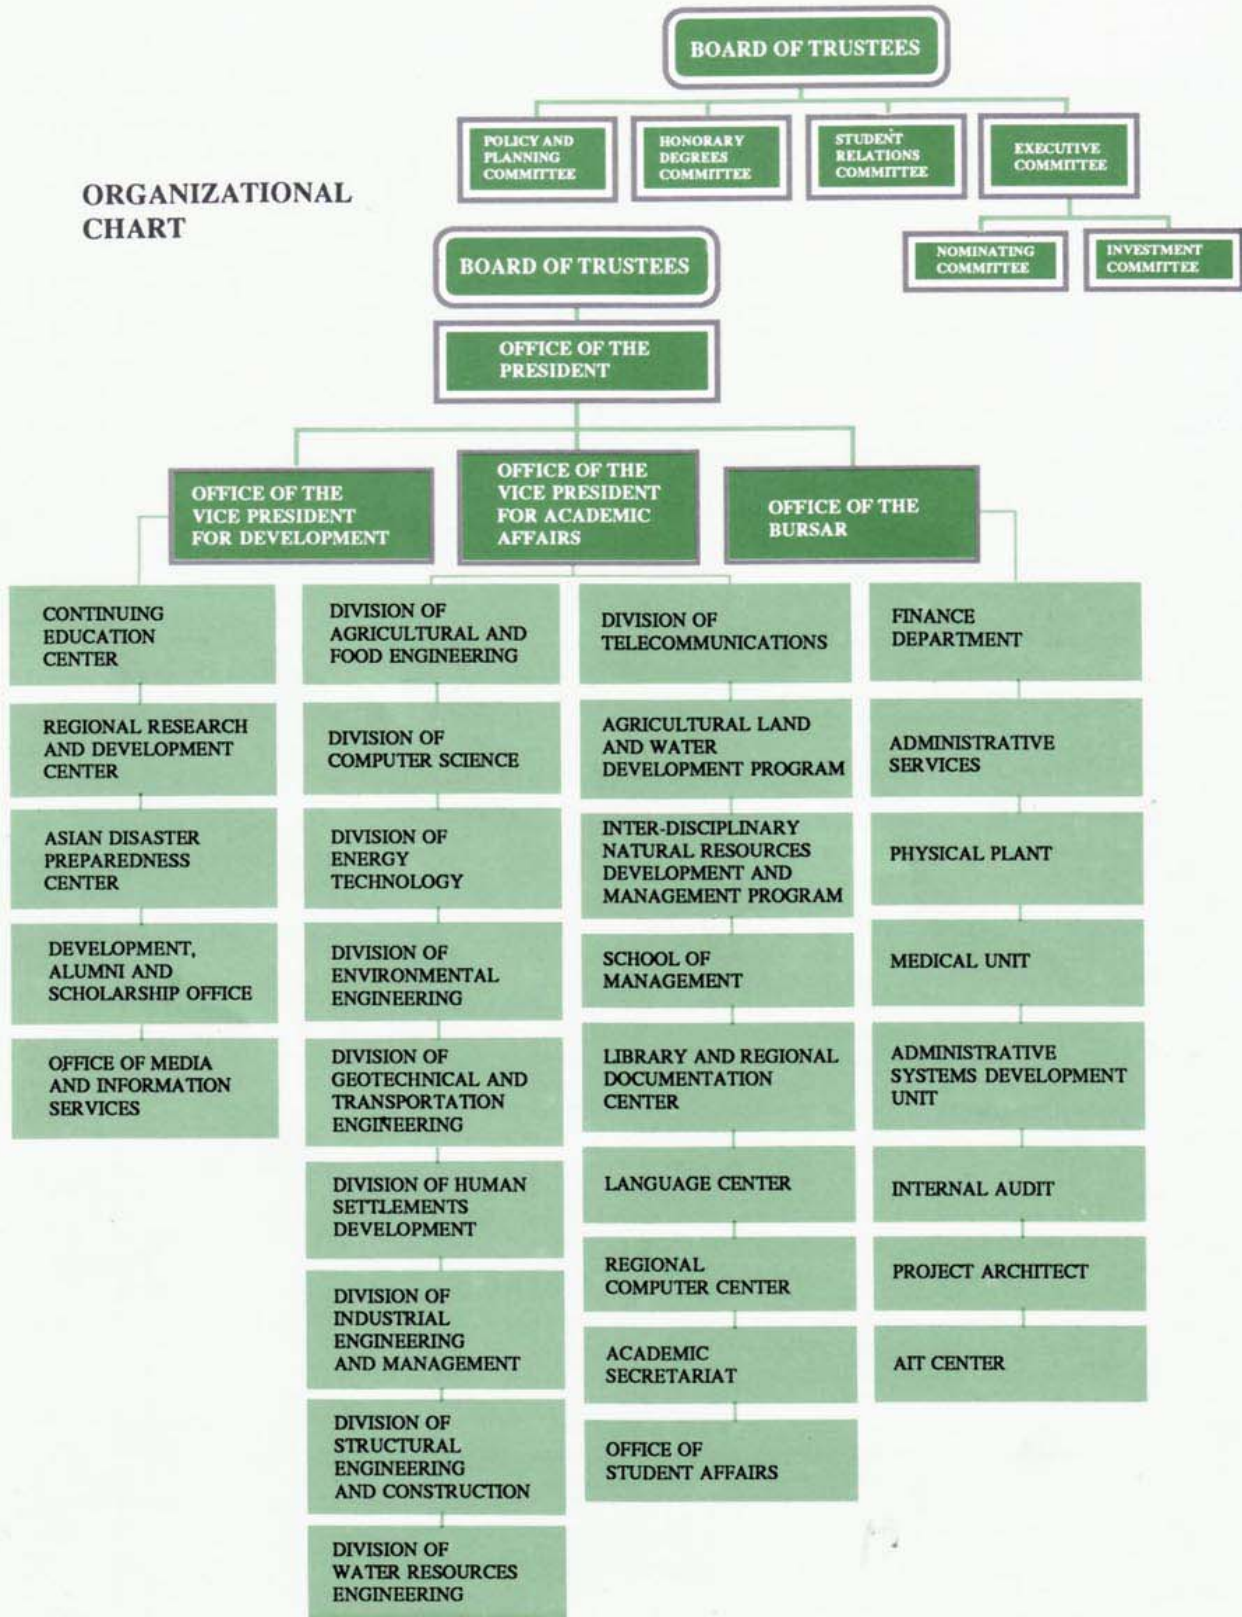 BOARD OF TRUSTEES
POLICY AND
PLANNING
COMMITTEE
HONORARY
DEGREES
COMMITTEE
STUDENT
RELATIONS
COMMITTEE
EXECUTIVE
COMMITTEE
NOMINATING
COMMITTEE
INVESTMENT
COMMITTEE
ORGANIZATIONAL
CHART
BOARD OF TRUSTEES
OFFICE OF THE
PRESIDENT
OFFICE OF THE
VICE PRESIDENT
FOR DEVELOPMENT
OFFICE OF THE
VICE PRESIDENT
FOR ACADEMIC
AFFAIRS
OFFICE OF THE
BURSAR
CONTINUING
EDUCATION
CENTER
REGIONAL RESEARCH
AND DEVELOPMENT
CENTER
ASIAN DISASTER
PREPAREDNESS
CENTER
DEVELOPMENT,
ALUMNI AND
SCHOLARSHIP OFFICE
OFFICE OF MEDIA
AND INFORMATION
SERVICES
DIVISION OF
AGRICULTURAL AND
FOOD ENGINEERING
DIVISION OF
COMPUTER SCIENCE
DIVISION OF
ENERGY
TECHNOLOGY
DIVISION OF
ENVIRONMENTAL
ENGINEERING
DIVISION OF
GEOTECHNICAL AND
TRANSPORTATION
ENGINEERING
DIVISION OF HUMAN
SETTLEMENTS
DEVELOPMENT
DIVISION OF
INDUSTRIAL
ENGINEERING
AND MANAGEMENT
DIVISION OF
STRUCTURAL
ENGINEERING
AND CONSTRUCTION
DIVISION OF
WATER RESOURCES
ENGINEERING
DIVISION OF
TELECOMMUNICATIONS
AGRICULTURAL LAND
AND WATER
DEVELOPMENT PROGRAM
INTER-DISCIPLINARY
NATURAL RESOURCES
DEVELOPMENT AND
MANAGEMENT PROGRAM
SCHOOL OF
MANAGEMENT
LIBRARY AND REGIONAL
DOCUMENTATION
CENTER
LANGUAGE CENTER
REGIONAL
COMPUTER CENTER
ACADEMIC
SECRETARIAT
OFFICE OF
STUDENT AFFAIRS
FINANCE
DEPARTMENT
ADMINISTRATIVE
SERVICES
PHYSICAL PLANT
MEDICAL UNIT
ADMINISTRATIVE
SYSTEMS DEVELOPMENT
UNIT
INTERNAL AUDIT
PROJECT ARCHITECT
AIT CENTER